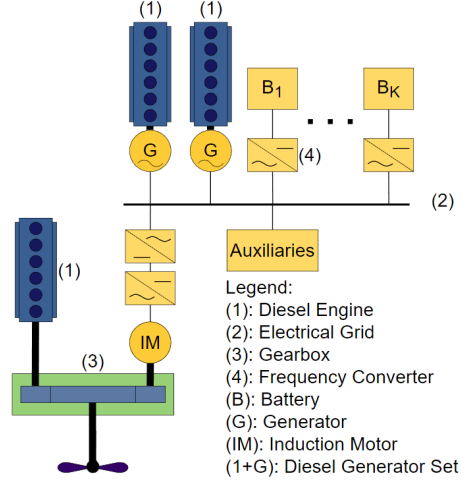 (1) (1)
B1 BK
G G (4)
(2)
Auxiliaries
(1)
IM
(3)
Legend:
(1): Diesel Engine
(2): Electrical Grid
(3): Gearbox
(4): Frequency Converter
(B): Battery
(G): Generator
(IM): Induction Motor
(1+G): Diesel Generator Set